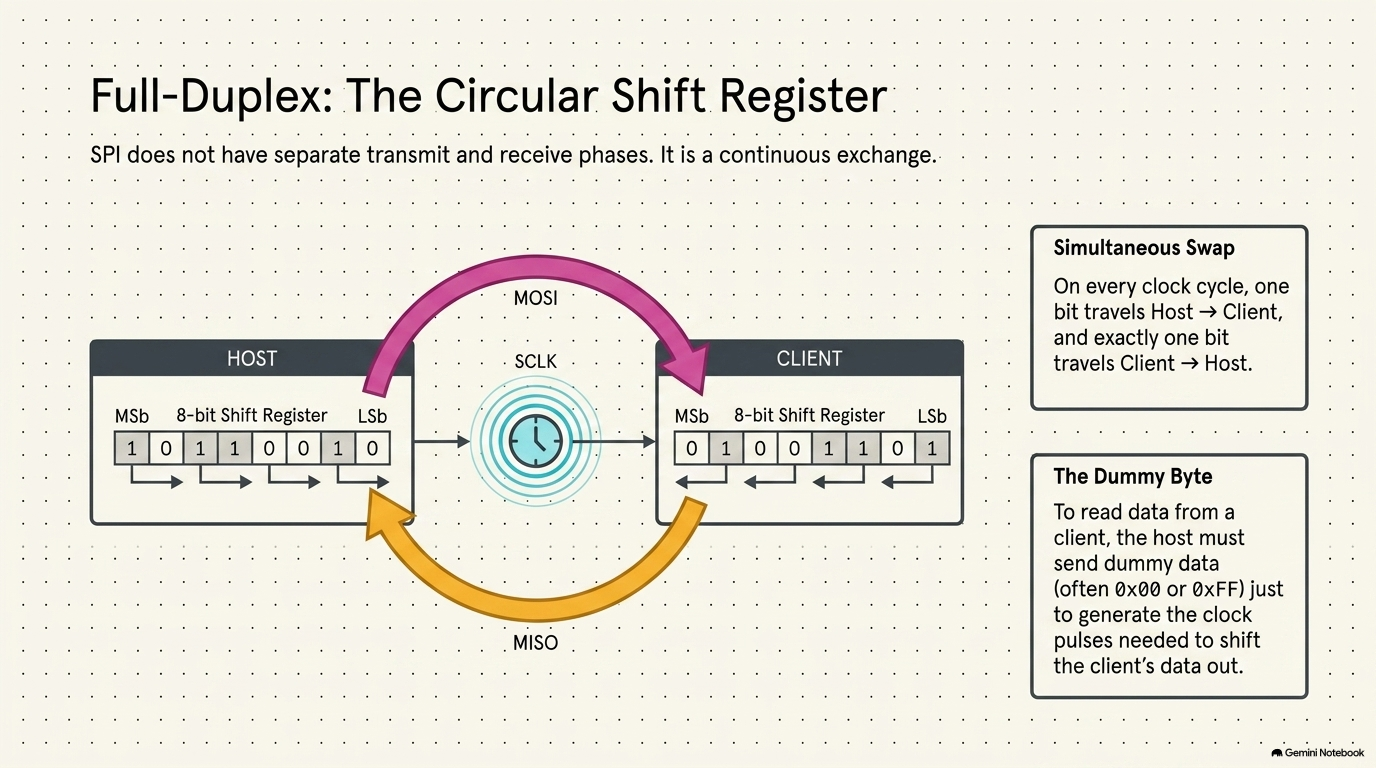 Full-Duplex: The Circular Shift Register
SPI does not have separate transmit and receive phases. It is a continuous exchange.
MOSI
SCLK
HOST
MSb 8-bit Shift Register LSb
1 0 1 1 0 0 1 0
CLIENT
MSb 8-bit Shift Register LSb
0 1 0 0 1 1 0 1
MISO
Simultaneous Swap
On every clock cycle, one
bit travels Host → Client,
and exactly one bit
travels Client → Host.
The Dummy Byte
To read data from a
client, the host must
send dummy data
(often 0x00 or 0xFF) just
to generate the clock
pulses needed to shift
the client's data out.
Gemini Notebook